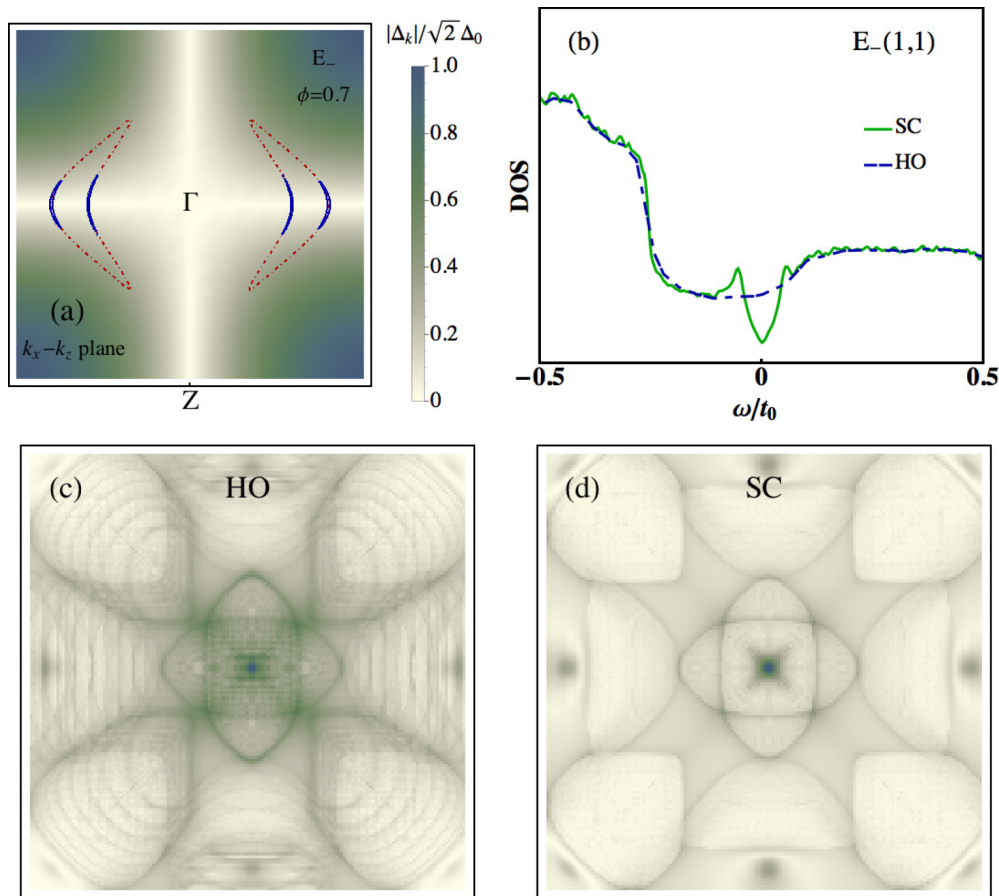 |Δₖ|/√2 Δ₀
E₋
ϕ=0.7
Γ
(a)
kₓ−k_z plane
Z
1.0
0.8
0.6
0.4
0.2
0
(b)
E₋(1,1)
SC
HO
DOS
−0.5
0
0.5
ω/t₀
(c)
HO
(d)
SC